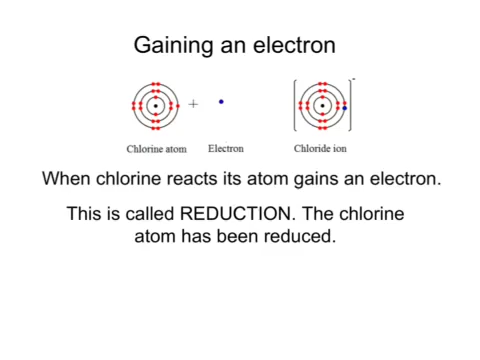 Gaining an electron
+
-
Chlorine atom Electron Chloride ion
When chlorine reacts its atom gains an electron.
This is called REDUCTION. The chlorine
atom has been reduced.